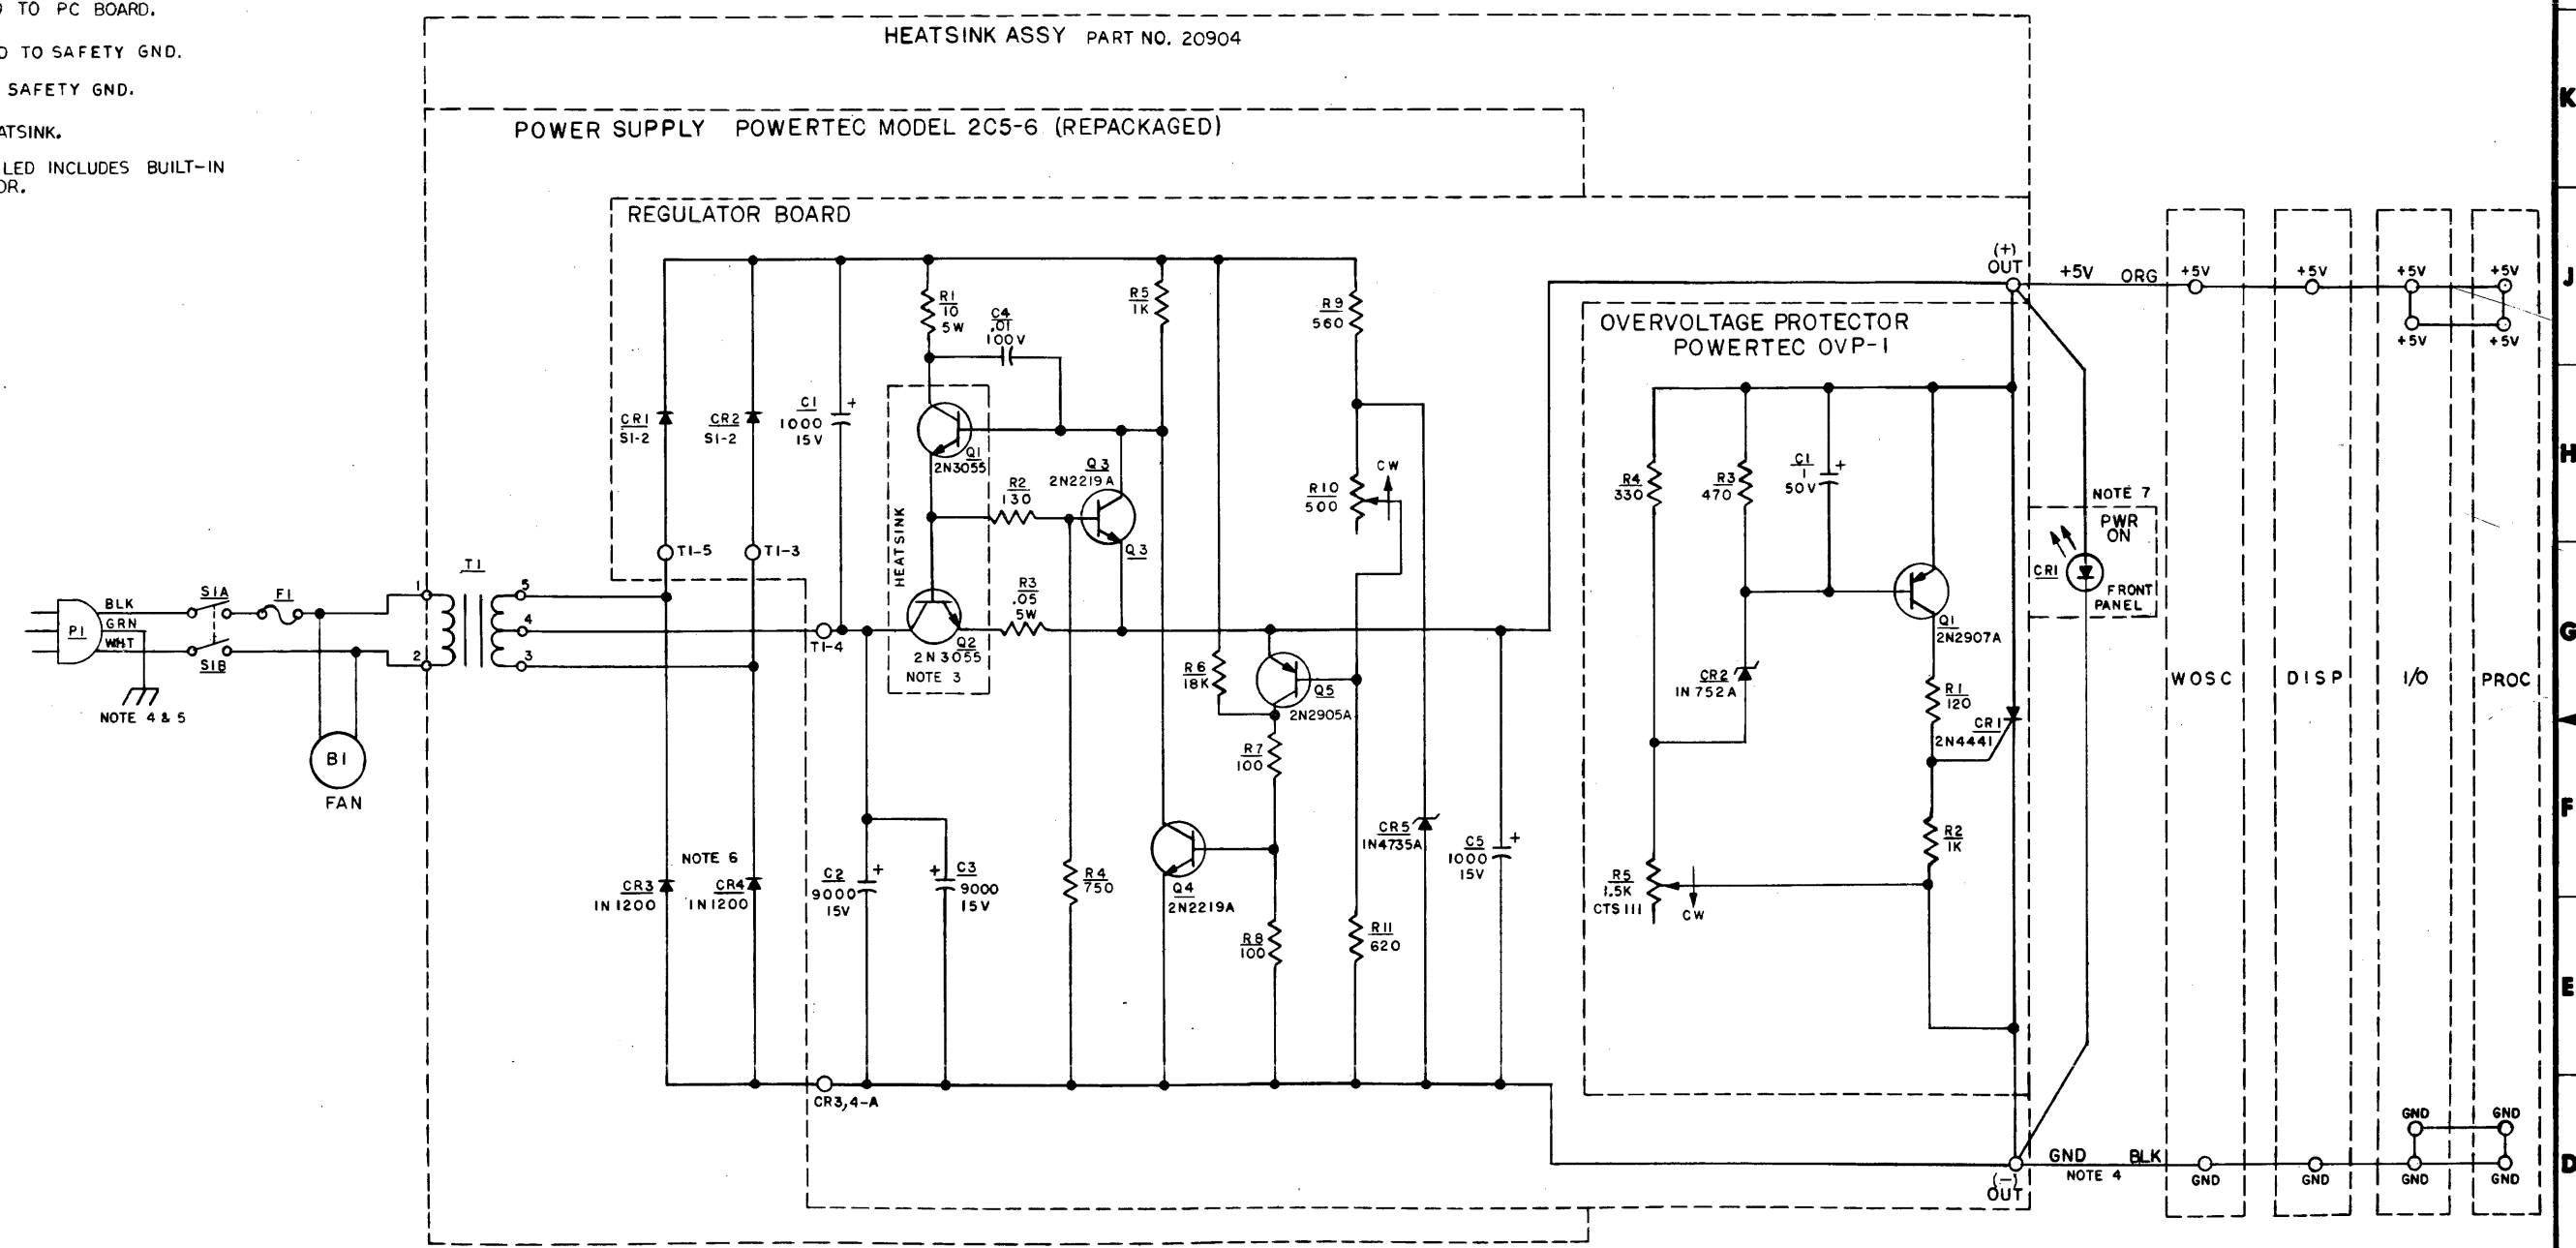 TO PC BOARD.
TO SAFETY GND.
SAFETY GND.
LED INCLUDES BUILT-IN
HEATSINK ASSY PART NO. 20904
POWER SUPPLY POWERTEC MODEL 2C5-6 (REPACKAGED)
REGULATOR BOARD
OVERVOLTAGE PROTECTOR
POWERTEC OVP-1
K
J
H
G
F
E
D
P1
BLK
GRN
WHT
NOTE 4 & 5
S1A
S1B
F1
B1
FAN
T1
1
2
5
4
3
CR1
S1-2
CR2
S1-2
T1-5
T1-3
T1-4
C1
1000
15V
+
R1
10
5W
C4
.01
100V
R5
1K
Q1
2N3055
Q3
2N2219A
Q3
R2
130
HEATSINK
R3
.05
5W
Q2
2N3055
NOTE 3
R9
560
R10
500
CW
R6
18K
Q5
2N2905A
R7
100
NOTE 6
CR3
1N1200
CR4
1N1200
C2
9000
15V
+
C3
9000
15V
+
R4
750
Q4
2N2219A
R8
100
R11
620
CR5
1N4735A
C5
1000
15V
+
CR3,4-A
R4
330
R3
470
C1
1
50V
+
Q1
2N2907A
CR2
1N752A
R1
120
CR1
2N4441
R2
1K
R5
1.5K
CTS111
CW
(+)
OUT
+5V ORG
NOTE 7
PWR
ON
CR1
FRONT
PANEL
(-)
OUT
GND BLK
NOTE 4
+5V
+5V
+5V
+5V
+5V
+5V
WOSC
DISP
I/O
PROC
GND
GND
GND
GND
GND
GND